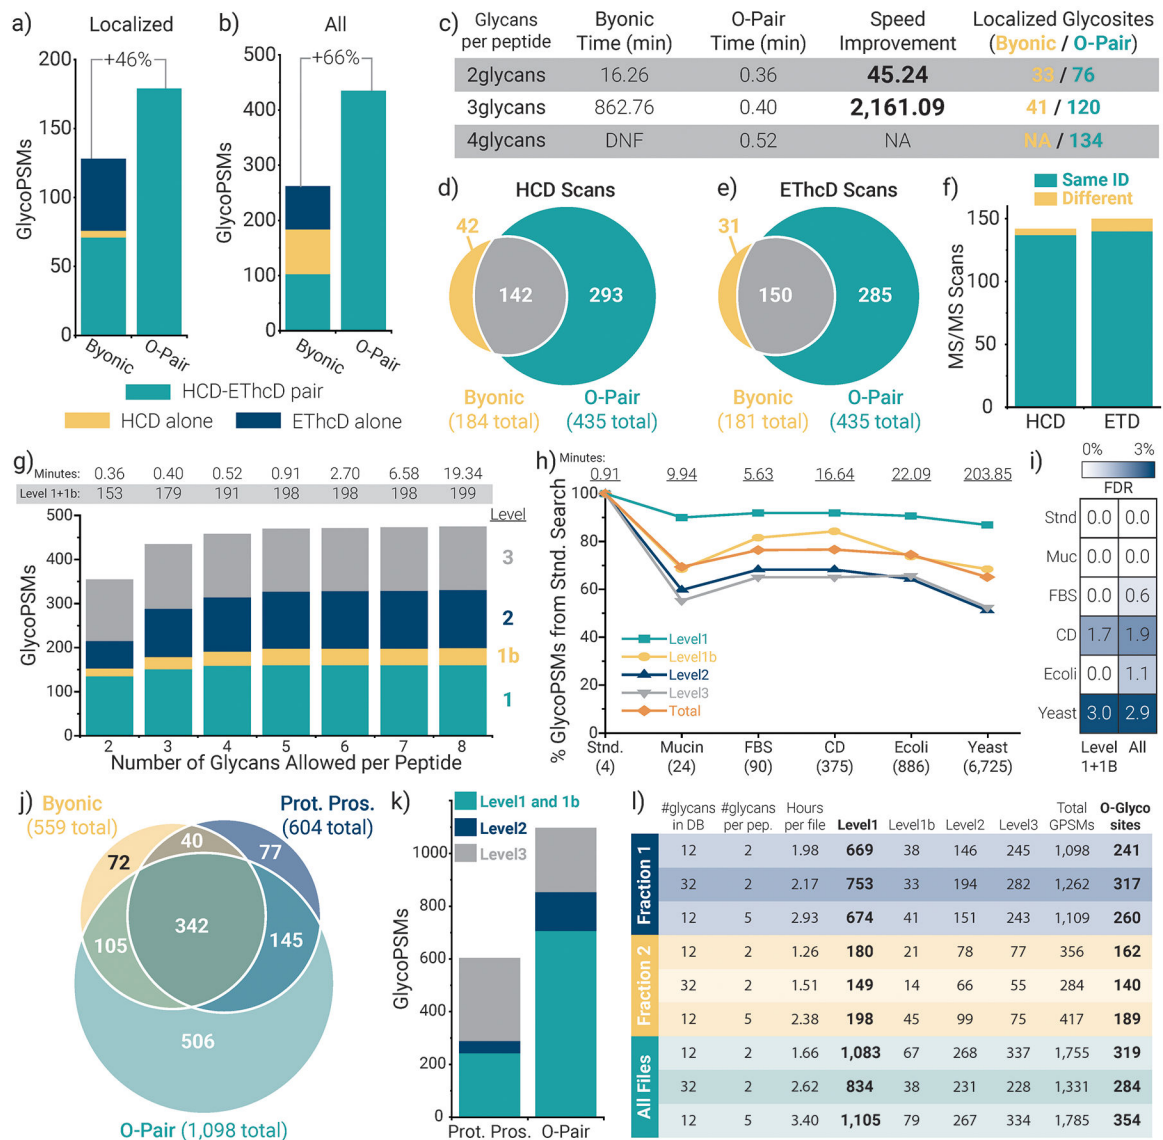 a) Localized
+46%
GlycoPSMs
200
150
100
50
0
Byonic
O-Pair
b) All
+66%
GlycoPSMs
500
400
300
200
100
0
Byonic
O-Pair
HCD-EThcD pair
HCD alone
EThcD alone
c)
Glycans per peptide Byonic Time (min) O-Pair Time (min) Speed Improvement Localized Glycosites (Byonic / O-Pair)
2glycans 16.26 0.36 45.24 33 / 76
3glycans 862.76 0.40 2,161.09 41 / 120
4glycans DNF 0.52 NA NA / 134
d) HCD Scans
42
142
293
Byonic
(184 total)
O-Pair
(435 total)
e) EThcD Scans
31
150
285
Byonic
(181 total)
O-Pair
(435 total)
f)
Same ID
Different
MS/MS Scans
150
100
50
0
HCD
ETD
g)
Minutes: 0.36 0.40 0.52 0.91 2.70 6.58 19.34
Level 1+1b: 153 179 191 198 198 198 199
GlycoPSMs
500
400
300
200
100
0
Level
3
2
1b
1
2 3 4 5 6 7 8
Number of Glycans Allowed per Peptide
h)
Minutes:
0.91 9.94 5.63 16.64 22.09 203.85
% GlycoPSMs from Stnd. Search
100
80
60
40
20
0
Level1
Level1b
Level2
Level3
Total
Stnd. Mucin FBS CD Ecoli Yeast
(4) (24) (90) (375) (886) (6,725)
i)
0% 3%
FDR
Stnd 0.0 0.0
Muc 0.0 0.0
FBS 0.0 0.6
CD 1.7 1.9
Ecoli 0.0 1.1
Yeast 3.0 2.9
Level 1+1B All
j)
Byonic
(559 total)
Prot. Pros.
(604 total)
72
40
77
342
105
145
506
O-Pair (1,098 total)
k)
Level1 and 1b
Level2
Level3
GlycoPSMs
1000
800
600
400
200
0
Prot. Pros.
O-Pair
l)
#glycans in DB #glycans per pep. Hours per file Level1 Level1b Level2 Level3 Total GPSMs O-Glyco sites
Fraction 1
12 2 1.98 669 38 146 245 1,098 241
32 2 2.17 753 33 194 282 1,262 317
12 5 2.93 674 41 151 243 1,109 260
Fraction 2
12 2 1.26 180 21 78 77 356 162
32 2 1.51 149 14 66 55 284 140
12 5 2.38 198 45 99 75 417 189
All Files
12 2 1.66 1,083 67 268 337 1,755 319
32 2 2.62 834 38 231 228 1,331 284
12 5 3.40 1,105 79 267 334 1,785 354